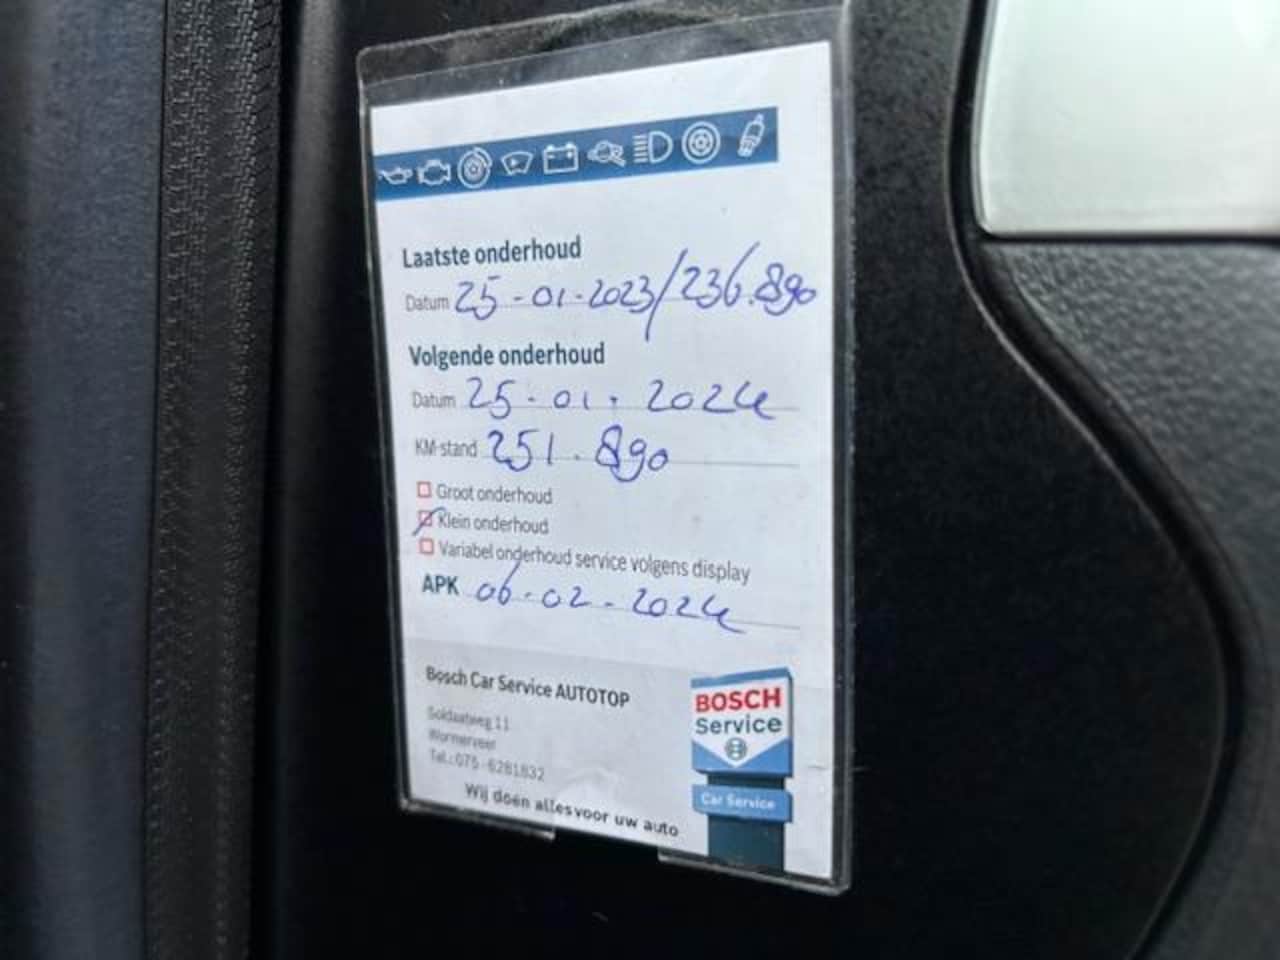 Laatste onderhoud
Datum 25-01-2023/236.890
Volgende onderhoud
Datum 25-01-2024
KM-stand 251.890
Groot onderhoud
Klein onderhoud
Variabel onderhoud service volgens display
APK 06-02-2024
Bosch Car Service AUTOTOP
Soldaatweg 11
Wormerveer
Tel.: 075-6281832
Wij doen alles voor uw auto
BOSCH
Service
Car Service